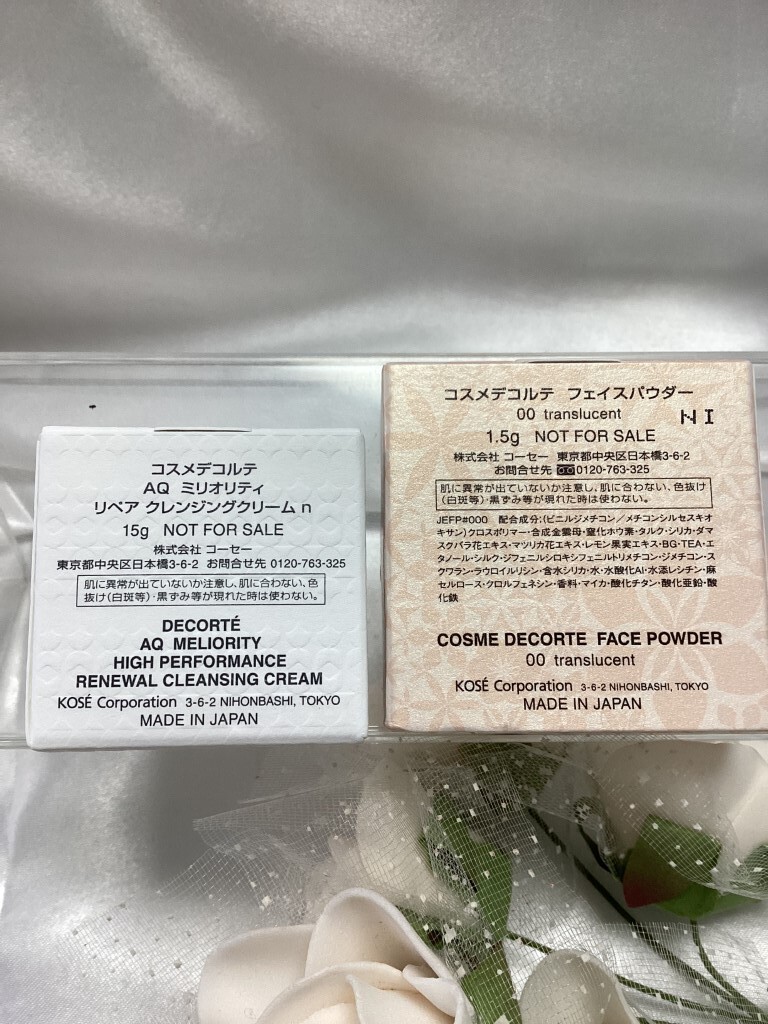 コスメデコルテ
AQ ミリオリティ
リペア クレンジングクリーム n
15g NOT FOR SALE
株式会社 コーセー
東京都中央区日本橋3-6-2 お問合せ先 0120-763-325
肌に異常が出ていないか注意し、肌に合わない、色
抜け(白斑等)・黒ずみ等が現れた時は使わない。
DECORTÉ
AQ MELIORITY
HIGH PERFORMANCE
RENEWAL CLEANSING CREAM
KOSÉ Corporation 3-6-2 NIHONBASHI, TOKYO
MADE IN JAPAN
コスメデコルテ フェイスパウダー
00 translucent
NI
1.5g NOT FOR SALE
株式会社 コーセー 東京都中央区日本橋3-6-2
お問合せ先 0120-763-325
肌に異常が出ていないか注意し、肌に合わない、色抜け
(白斑等)・黒ずみ等が現れた時は使わない。
JEFP#000 配合成分:(ビニルジメチコン/メチコンシルセスキオ
キサン)クロスポリマー・合成金雲母・窒化ホウ素・タルク・シリカ・ダマ
スクバラ花エキス・マツリカ花エキス・レモン果実エキス・BG・TEA・エ
タノール・シルク・ジフェニルシロキシフェニルトリメチコン・ジメチコン・ス
クワラン・ラウロイルリシン・含水シリカ・水・水酸化Al・水添レシチン・麻
セルロース・クロルフェネシン・香料・マイカ・酸化チタン・酸化亜鉛・酸
化鉄
COSME DECORTE FACE POWDER
00 translucent
KOSÉ Corporation 3-6-2 NIHONBASHI, TOKYO
MADE IN JAPAN